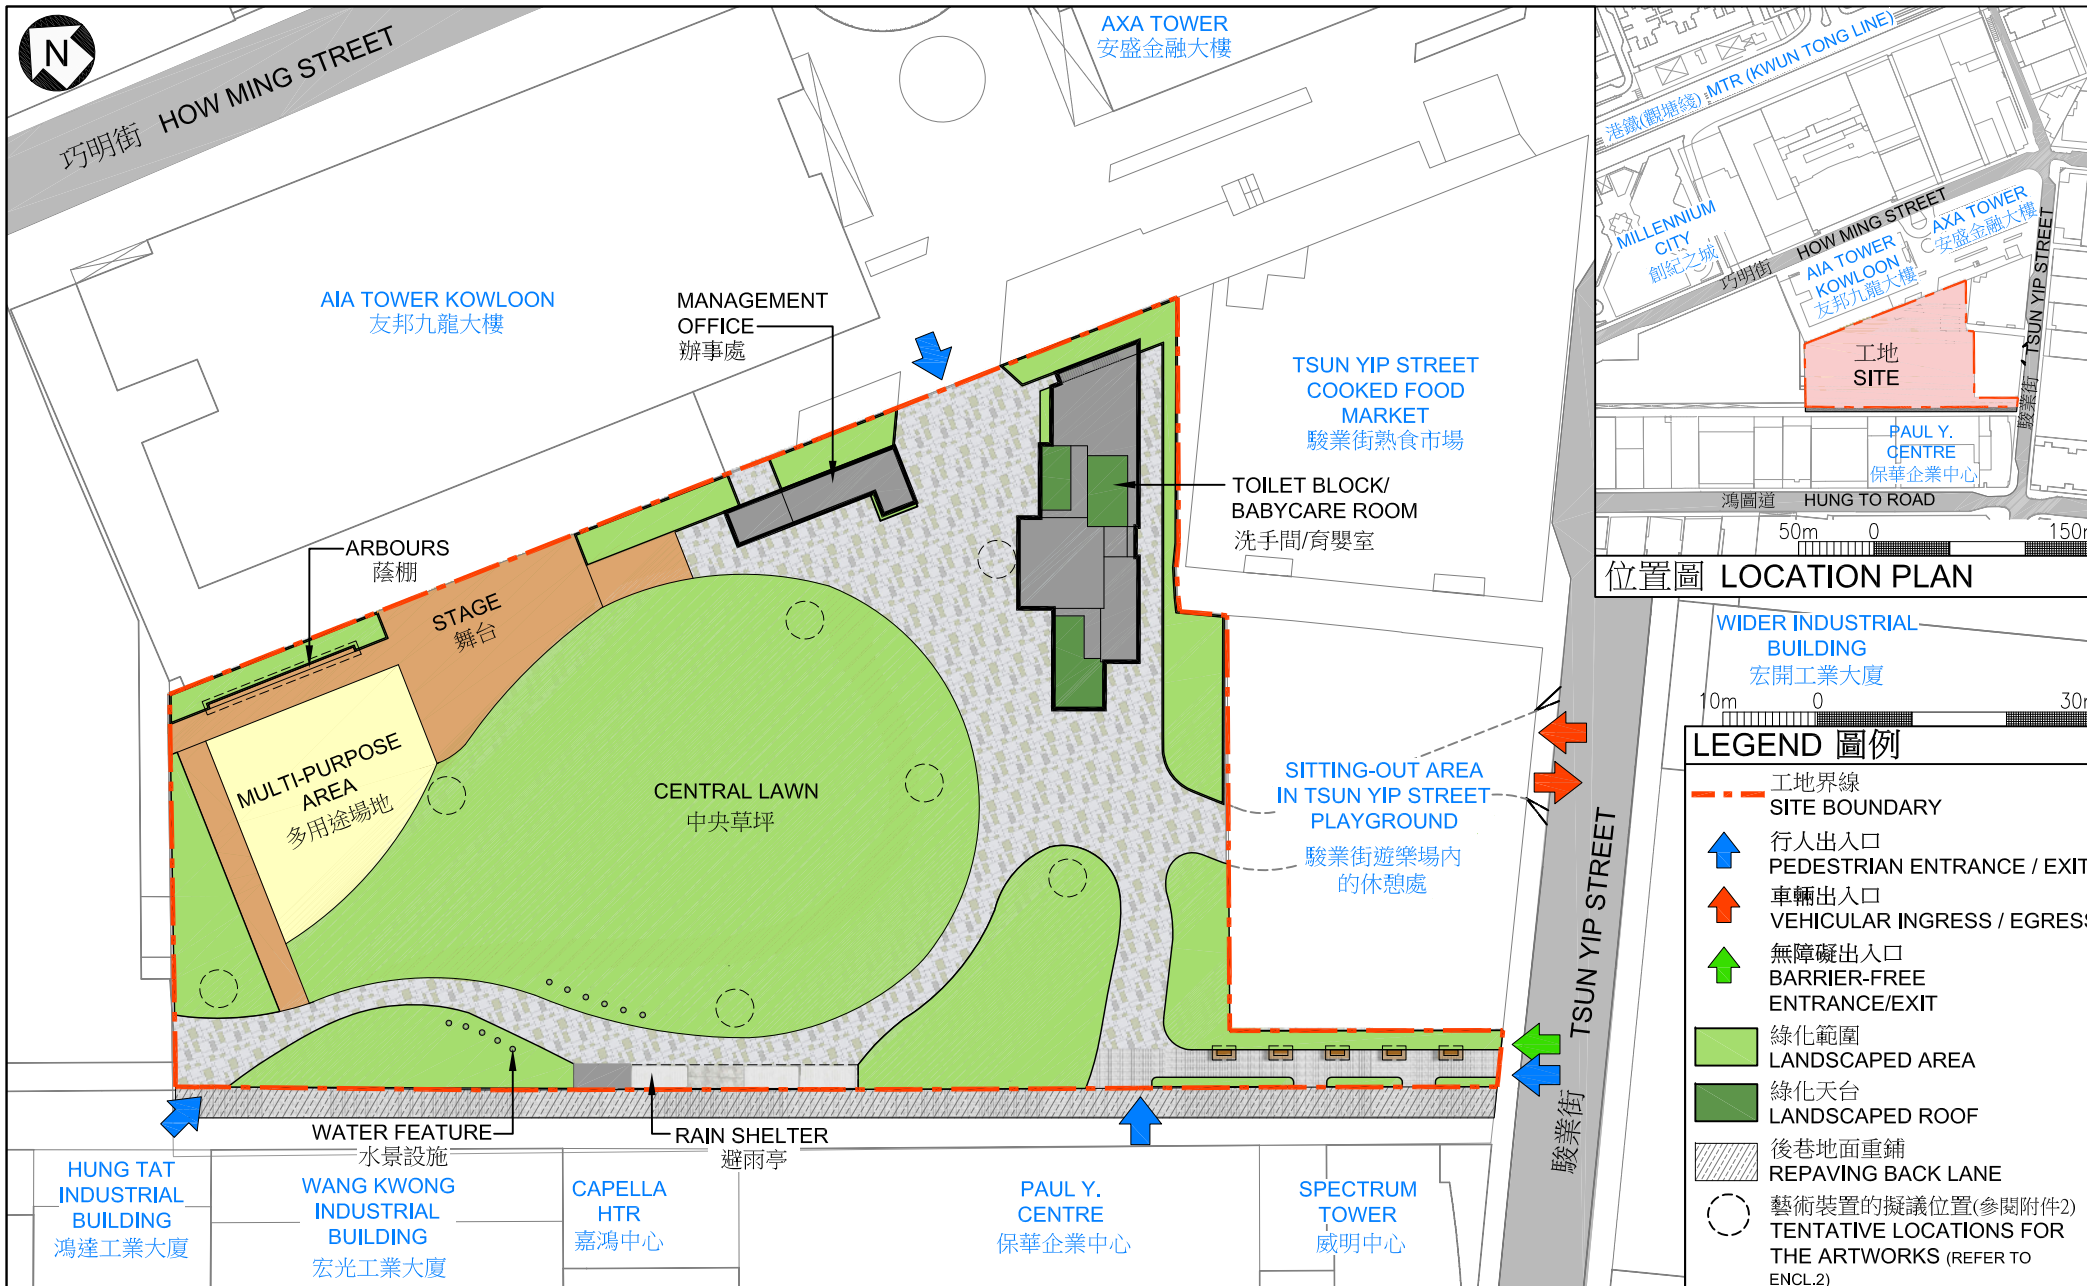 N
巧明街 HOW MING STREET
AXA TOWER
安盛金融大樓
AIA TOWER KOWLOON
友邦九龍大樓
MANAGEMENT
OFFICE
辦事處
TSUN YIP STREET
COOKED FOOD
MARKET
駿業街熟食市場
TOILET BLOCK/
BABYCARE ROOM
洗手間/育嬰室
ARBOURS
蔭棚
STAGE
舞台
MULTI-PURPOSE
AREA
多用途場地
CENTRAL LAWN
中央草坪
SITTING-OUT AREA
IN TSUN YIP STREET
PLAYGROUND
駿業街遊樂場內
的休憩處
TSUN YIP STREET
駿業街
WATER FEATURE
水景設施
RAIN SHELTER
避雨亭
HUNG TAT
INDUSTRIAL
BUILDING
鴻達工業大廈
WANG KWONG
INDUSTRIAL
BUILDING
宏光工業大廈
CAPELLA
HTR
嘉鴻中心
PAUL Y.
CENTRE
保華企業中心
SPECTRUM
TOWER
威明中心
港鐵(觀塘綫) MTR (KWUN TONG LINE)
MILLENNIUM
CITY
創紀之城
巧明街 HOW MING STREET
AXA TOWER
安盛金融大樓
AIA TOWER
KOWLOON
友邦九龍大樓
駿業街 TSUN YIP STREET
工地
SITE
PAUL Y.
CENTRE
保華企業中心
鴻圖道 HUNG TO ROAD
50m 0 150m
位置圖 LOCATION PLAN
WIDER INDUSTRIAL
BUILDING
宏開工業大廈
10m 0 30m
LEGEND 圖例
工地界線
SITE BOUNDARY
行人出入口
PEDESTRIAN ENTRANCE / EXIT
車輛出入口
VEHICULAR INGRESS / EGRESS
無障礙出入口
BARRIER-FREE
ENTRANCE/EXIT
綠化範圍
LANDSCAPED AREA
綠化天台
LANDSCAPED ROOF
後巷地面重鋪
REPAVING BACK LANE
藝術裝置的擬議位置(參閱附件2)
TENTATIVE LOCATIONS FOR
THE ARTWORKS (REFER TO
ENCL.2)